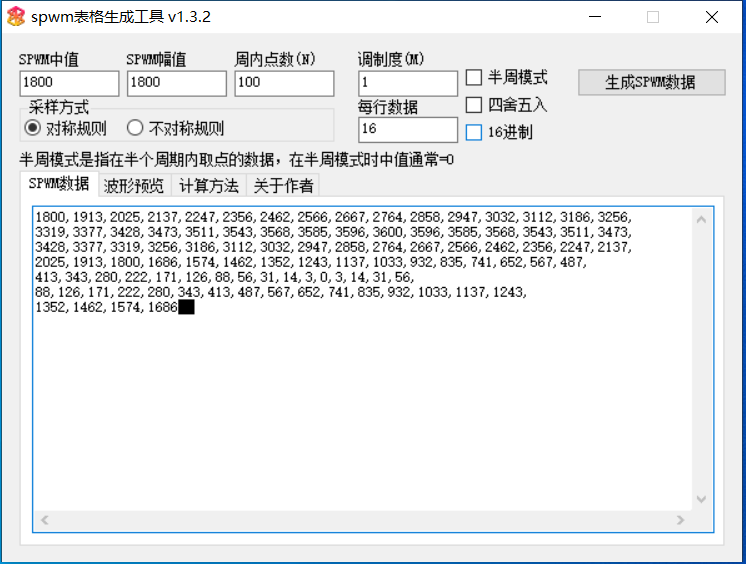 spwm表格生成工具 v1.3.2
SPWM中值
SPWM幅值
周内点数(N)
调制度(M)
1800
1800
100
1
半周模式
生成SPWM数据
采样方式
每行数据
四舍五入
对称规则
不对称规则
16
16进制
半周模式是指在半个周期内取点的数据，在半周模式时中值通常=0
SPWM数据
波形预览
计算方法
关于作者
1800, 1913, 2025, 2137, 2247, 2356, 2462, 2566, 2667, 2764, 2858, 2947, 3032, 3112, 3186, 3256,
3319, 3377, 3428, 3473, 3511, 3543, 3568, 3585, 3596, 3600, 3596, 3585, 3568, 3543, 3511, 3473,
3428, 3377, 3319, 3256, 3186, 3112, 3032, 2947, 2858, 2764, 2667, 2566, 2462, 2356, 2247, 2137,
2025, 1913, 1800, 1686, 1574, 1462, 1352, 1243, 1137, 1033, 932, 835, 741, 652, 567, 487,
413, 343, 280, 222, 171, 126, 88, 56, 31, 14, 3, 0, 3, 14, 31, 56,
88, 126, 171, 222, 280, 343, 413, 487, 567, 652, 741, 835, 932, 1033, 1137, 1243,
1352, 1462, 1574, 1686